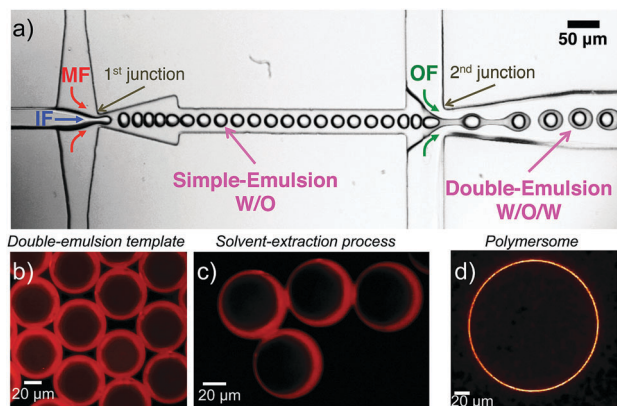 a)
50 µm
MF
1st junction
OF
2nd junction
IF
Simple-Emulsion
W/O
Double-Emulsion
W/O/W
Double-emulsion template
Solvent-extraction process
Polymersome
b)
20 µm
c)
20 µm
d)
20 µm